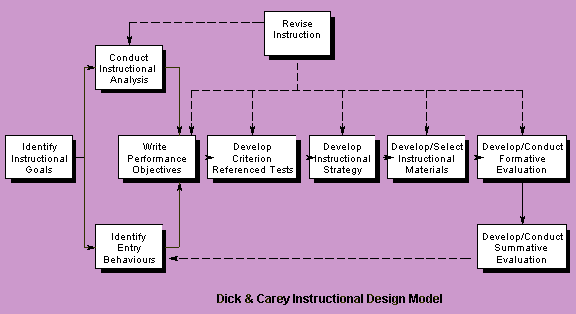 Revise
Instruction
Conduct
Instructional
Analysis
Identify
Instructional
Goals
Write
Performance
Objectives
Develop
Criterion
Referenced Tests
Develop
Instructional
Strategy
Develop/Select
Instructional
Materials
Develop/Conduct
Formative
Evaluation
Identify
Entry
Behaviours
Develop/Conduct
Summative
Evaluation
Dick & Carey Instructional Design Model